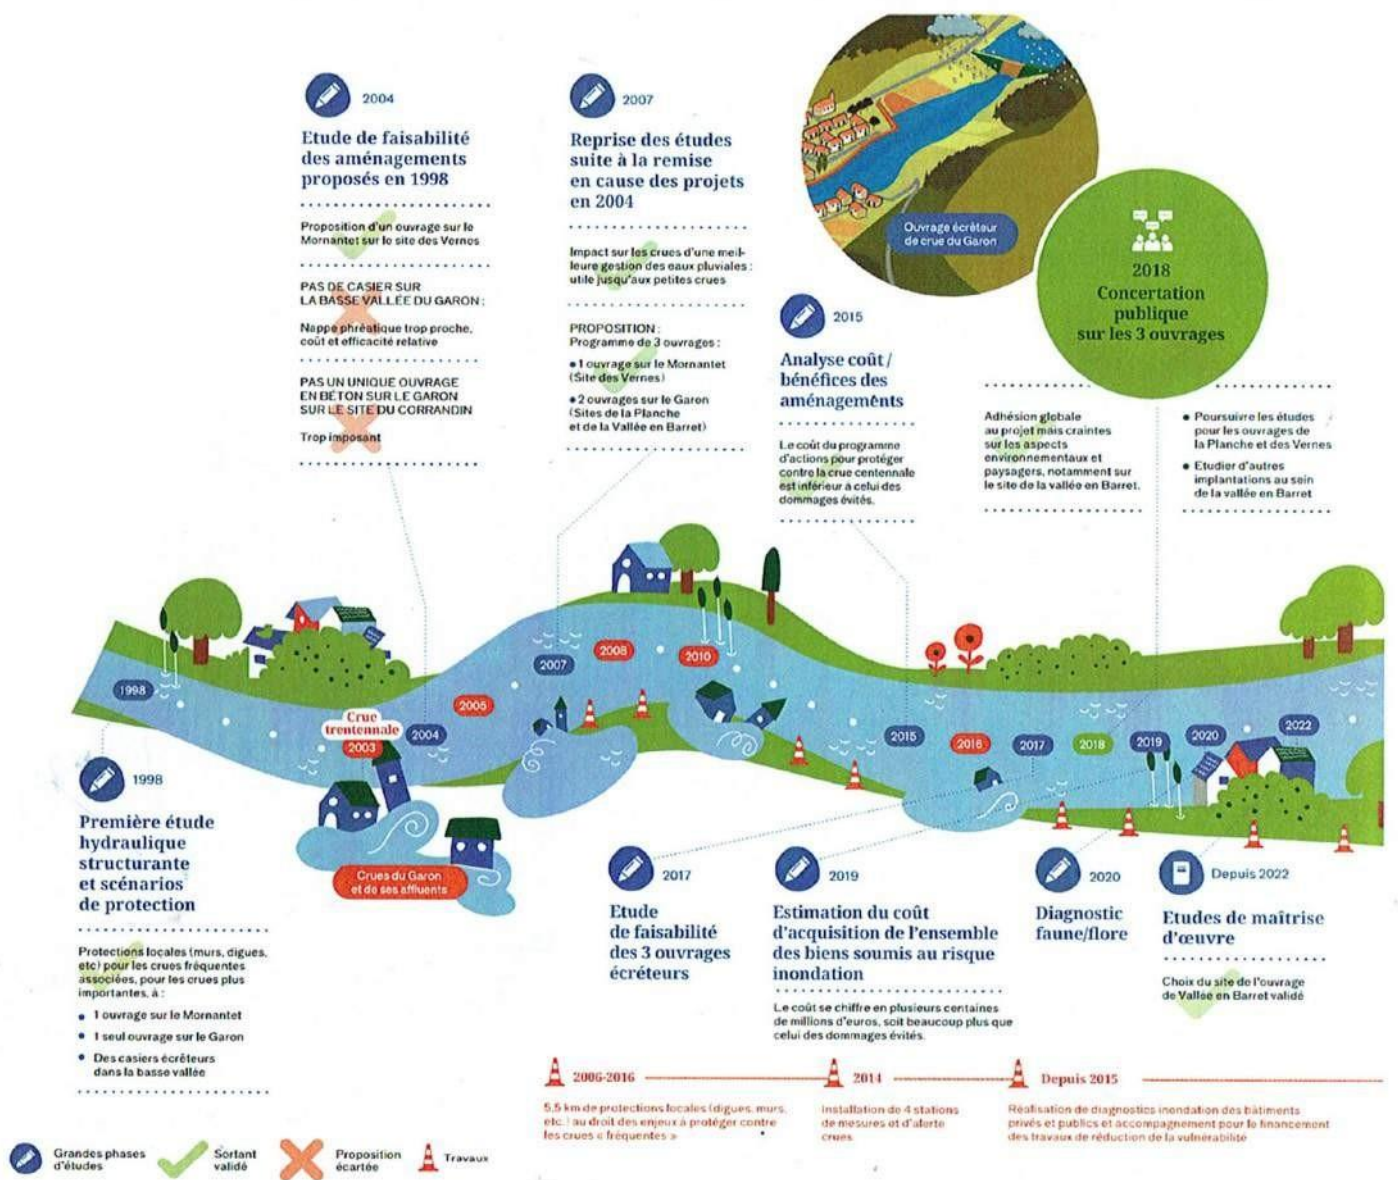 2004
Etude de faisabilité
des aménagements
proposés en 1998
Proposition d'un ouvrage sur le
Mornantet sur le site des Vernes
PAS DE CASIER SUR
LA BASSE VALLÉE DU GARON :
Nappe phréatique trop proche,
coût et efficacité relative
PAS UN UNIQUE OUVRAGE
EN BÉTON SUR LE GARON
SUR LE SITE DU CORRANDIN
Trop imposant
2007
Reprise des études
suite à la remise
en cause des projets
en 2004
Impact sur les crues d'une meil-
leure gestion des eaux pluviales :
utile jusqu'aux petites crues
PROPOSITION :
Programme de 3 ouvrages :
• 1 ouvrage sur le Mornantet
(Site des Vernes)
• 2 ouvrages sur le Garon
(Sites de la Planche
et de la Vallée en Barret)
Ouvrage écrêteur
de crue du Garon
2015
Analyse coût /
bénéfices des
aménagements
Le coût du programme
d'actions pour protéger
contre la crue centennale
est inférieur à celui des
dommages évités.
2018
Concertation
publique
sur les 3 ouvrages
Adhésion globale
au projet mais craintes
sur les aspects
environnementaux et
paysagers, notamment sur
le site de la vallée en Barret.
• Poursuivre les études
pour les ouvrages de
la Planche et des Vernes
• Etudier d'autres
implantations au sein
de la vallée en Barret
1998
Crue
trentennale
2003
2004
2005
2007
2008
2010
2015
2016
2017
2018
2019
2020
2022
Crues du Garon
et de ses affluents
1998
Première étude
hydraulique
structurante
et scénarios
de protection
Protections locales (murs, digues,
etc) pour les crues fréquentes
associées, pour les crues plus
importantes, à :
• 1 ouvrage sur le Mornantet
• 1 seul ouvrage sur le Garon
• Des casiers écrêteurs
dans la basse vallée
2017
Etude
de faisabilité
des 3 ouvrages
écréteurs
2019
Estimation du coût
d'acquisition de l'ensemble
des biens soumis au risque
inondation
Le coût se chiffre en plusieurs centaines
de millions d'euros, soit beaucoup plus que
celui des dommages évités.
2020
Diagnostic
faune/flore
Depuis 2022
Etudes de maîtrise
d'œuvre
Choix du site de l'ouvrage
de Vallée en Barret validé
2006-2016
5,5 km de protections locales (digues, murs,
etc.) au droit des enjeux à protéger contre
les crues « fréquentes »
2014
Installation de 4 stations
de mesures et d'alerte
crues
Depuis 2015
Réalisation de diagnostics inondation des bâtiments
privés et publics et accompagnement pour le financement
des travaux de réduction de la vulnérabilité
Grandes phases
d'études
Sortant
validé
Proposition
écartée
Travaux